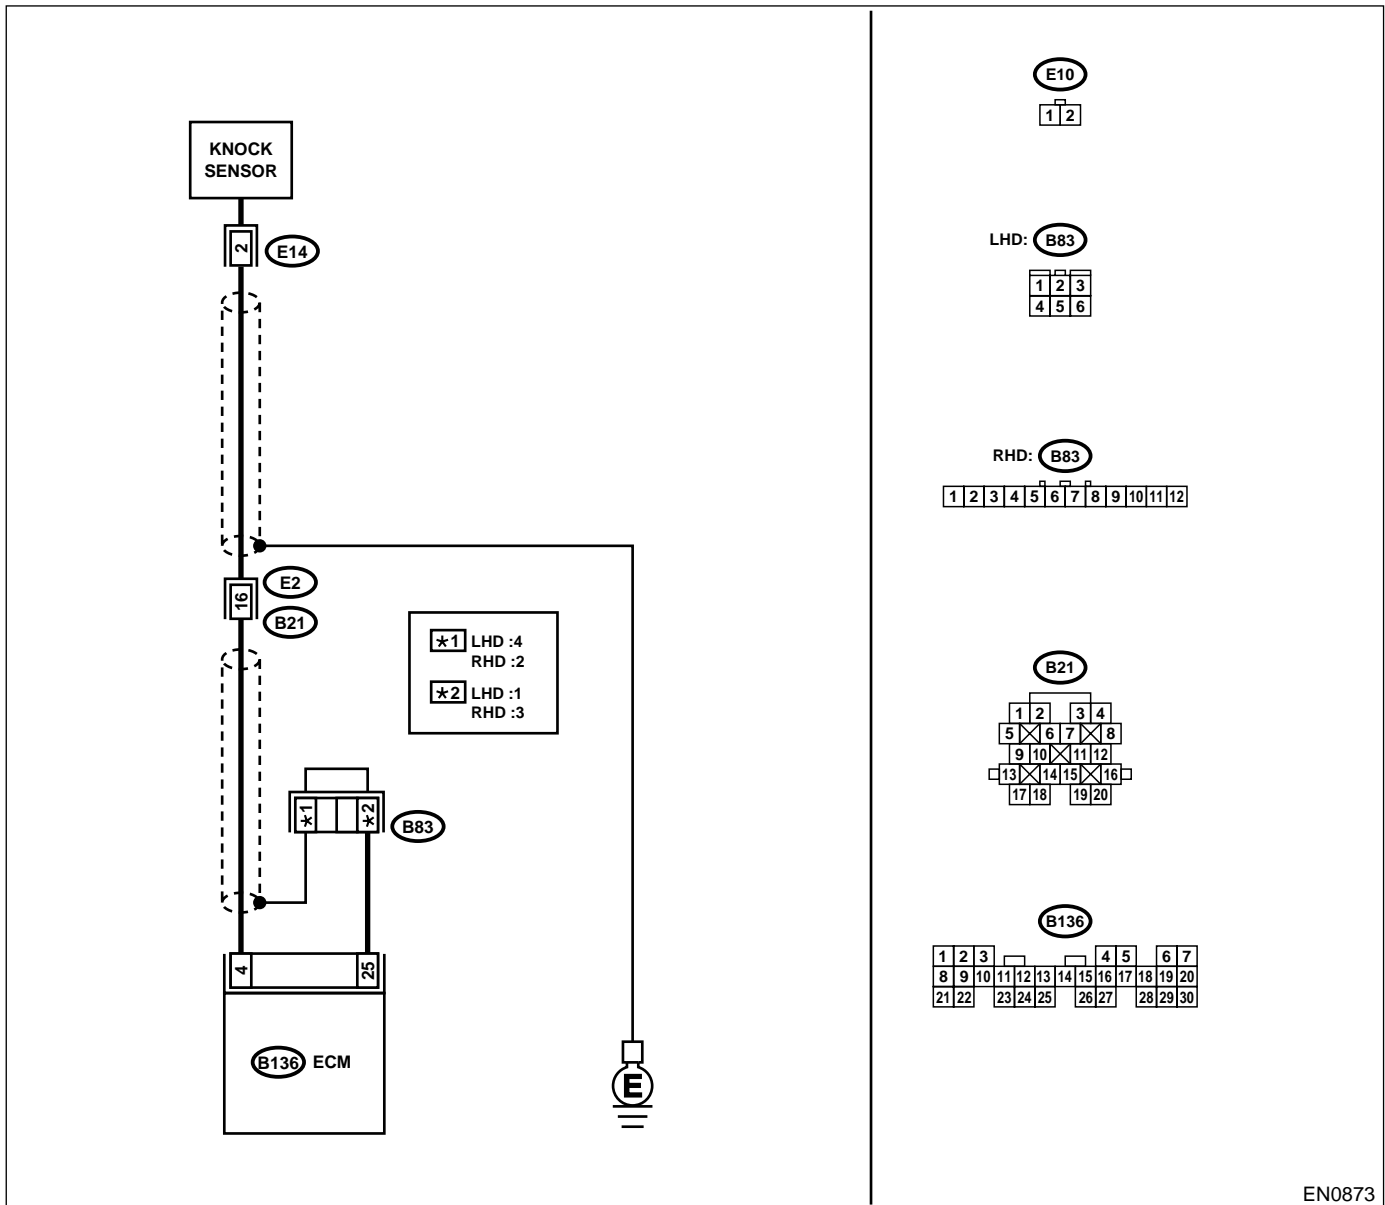 KNOCK
SENSOR
2
E14
16
E2
B21
*1 LHD :4
RHD :2
*2 LHD :1
RHD :3
*1
*2
B83
4
25
B136 ECM
E
E10
1 2
LHD: B83
1 2 3
4 5 6
RHD: B83
1 2 3 4 5 6 7 8 9 10 11 12
B21
1 2 3 4
5 6 7 8
9 10 11 12
13 14 15 16
17 18 19 20
B136
1 2 3 4 5 6 7
8 9 10 11 12 13 14 15 16 17 18 19 20
21 22 23 24 25 26 27 28 29 30
EN0873